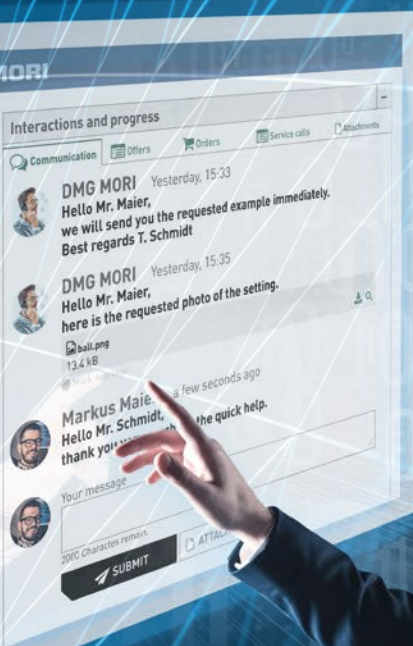 MORI
Interactions and progress
Communication
Offers
Orders
Service calls
Attachments
DMG MORI Yesterday, 15:33
Hello Mr. Maier,
we will send you the requested example immediately.
Best regards T. Schmidt
DMG MORI Yesterday, 15:35
Hello Mr. Maier,
here is the requested photo of the setting.
ball.png
13.4 kB
Markus Maie a few seconds ago
Hello Mr. Schmidt,
thank you the quick help.
Your message
2000 Charactes remain.
SUBMIT
ATTAC